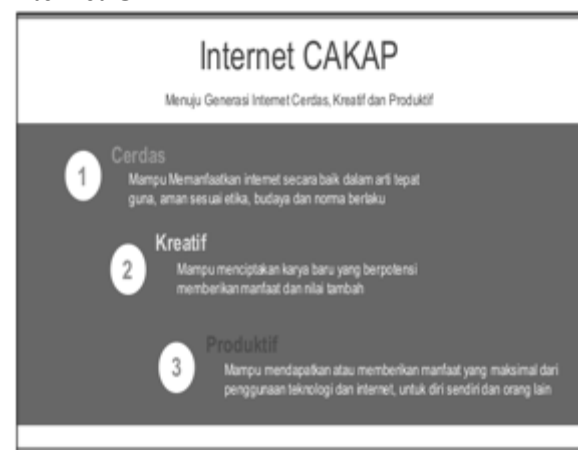 Internet CAKAP
Menuju Generasi Internet Cerdas, Kreatif dan Produktif
1
Cerdas
Mampu Memanfaatkan internet secara baik dalam arti tepat
guna, aman sesuai etika, budaya dan norma berlaku
2
Kreatif
Mampu menciptakan karya baru yang berpotensi
memberikan manfaat dan nilai tambah
3
Produktif
Mampu mendapatkan atau memberikan manfaat yang maksimal dari
penggunaan teknologi dan internet, untuk diri sendiri dan orang lain